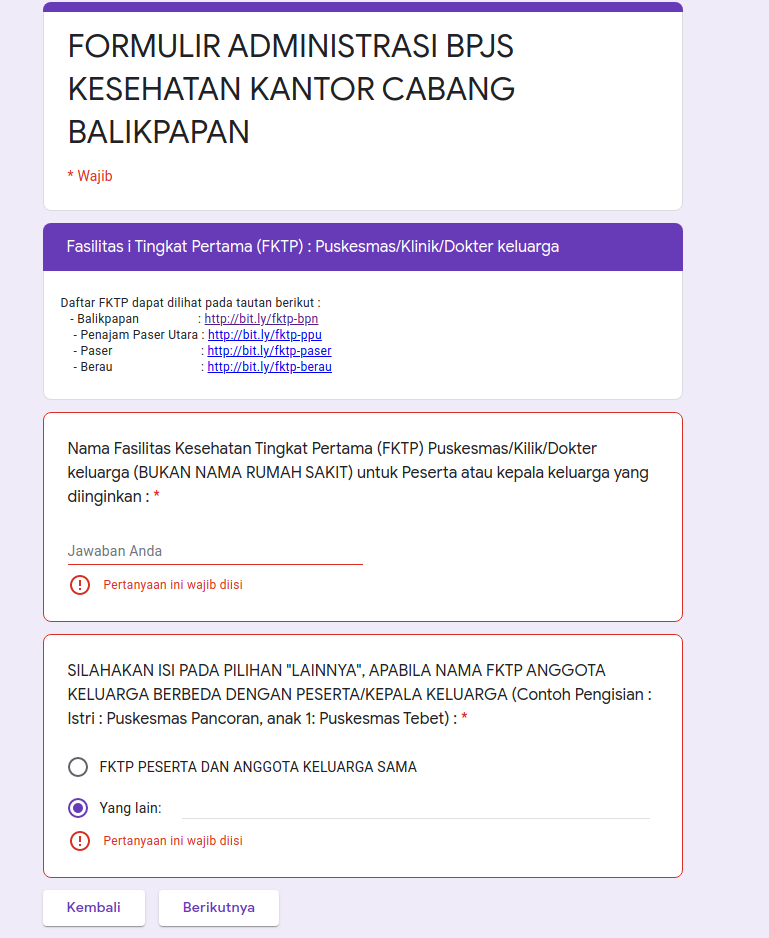 FORMULIR ADMINISTRASI BPJS
KESEHATAN KANTOR CABANG
BALIKPAPAN
* Wajib
Fasilitas i Tingkat Pertama (FKTP) : Puskesmas/Klinik/Dokter keluarga
Daftar FKTP dapat dilihat pada tautan berikut :
- Balikpapan : http://bit.ly/fktp-bpn
- Penajam Paser Utara : http://bit.ly/fktp-ppu
- Paser : http://bit.ly/fktp-paser
- Berau : http://bit.ly/fktp-berau
Nama Fasilitas Kesehatan Tingkat Pertama (FKTP) Puskesmas/Kilik/Dokter
keluarga (BUKAN NAMA RUMAH SAKIT) untuk Peserta atau kepala keluarga yang
diinginkan : *
Jawaban Anda
Pertanyaan ini wajib diisi
SILAHAKAN ISI PADA PILIHAN "LAINNYA", APABILA NAMA FKTP ANGGOTA
KELUARGA BERBEDA DENGAN PESERTA/KEPALA KELUARGA (Contoh Pengisian :
Istri : Puskesmas Pancoran, anak 1: Puskesmas Tebet) : *
FKTP PESERTA DAN ANGGOTA KELUARGA SAMA
Yang lain:
Pertanyaan ini wajib diisi
Kembali
Berikutnya